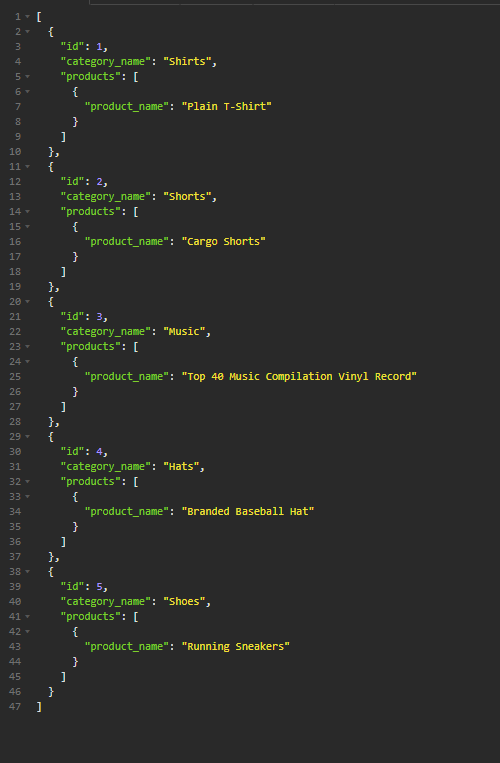 1 [
2   {
3     "id": 1,
4     "category_name": "Shirts",
5     "products": [
6       {
7         "product_name": "Plain T-Shirt"
8       }
9     ]
10   },
11   {
12     "id": 2,
13     "category_name": "Shorts",
14     "products": [
15       {
16         "product_name": "Cargo Shorts"
17       }
18     ]
19   },
20   {
21     "id": 3,
22     "category_name": "Music",
23     "products": [
24       {
25         "product_name": "Top 40 Music Compilation Vinyl Record"
26       }
27     ]
28   },
29   {
30     "id": 4,
31     "category_name": "Hats",
32     "products": [
33       {
34         "product_name": "Branded Baseball Hat"
35       }
36     ]
37   },
38   {
39     "id": 5,
40     "category_name": "Shoes",
41     "products": [
42       {
43         "product_name": "Running Sneakers"
44       }
45     ]
46   }
47 ]